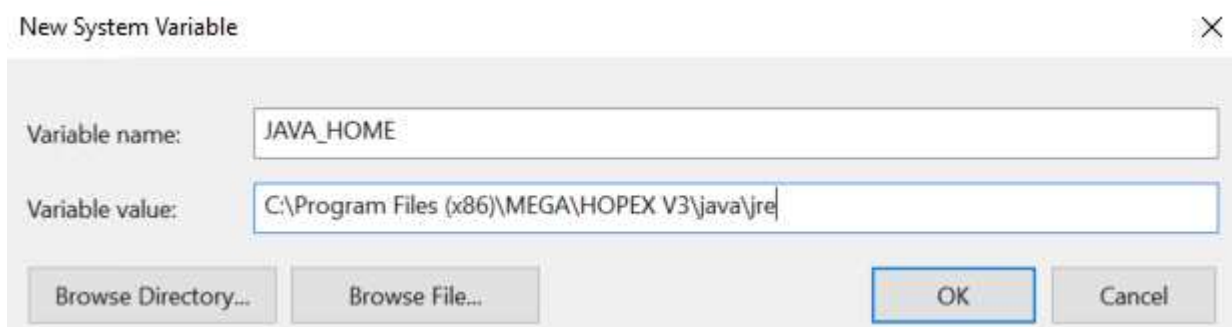 New System Variable
Variable name: JAVA_HOME
Variable value: C:\Program Files (x86)\MEGA\HOPEX V3\java\jre
Browse Directory... Browse File... OK Cancel